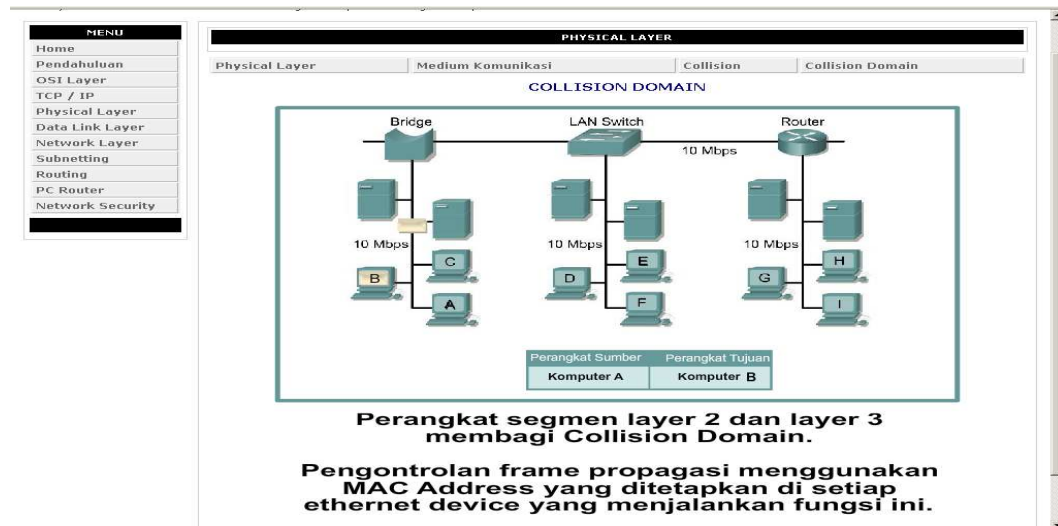 MENU
Home
Pendahuluan
OSI Layer
TCP / IP
Physical Layer
Data Link Layer
Network Layer
Subnetting
Routing
PC Router
Network Security
PHYSICAL LAYER
Physical Layer Medium Komunikasi Collision Collision Domain
COLLISION DOMAIN
Bridge LAN Switch Router
10 Mbps
10 Mbps 10 Mbps 10 Mbps
C E H
B D G
A F I
Perangkat Sumber Perangkat Tujuan
Komputer A Komputer B
Perangkat segmen layer 2 dan layer 3
membagi Collision Domain.
Pengontrolan frame propagasi menggunakan
MAC Address yang ditetapkan di setiap
ethernet device yang menjalankan fungsi ini.